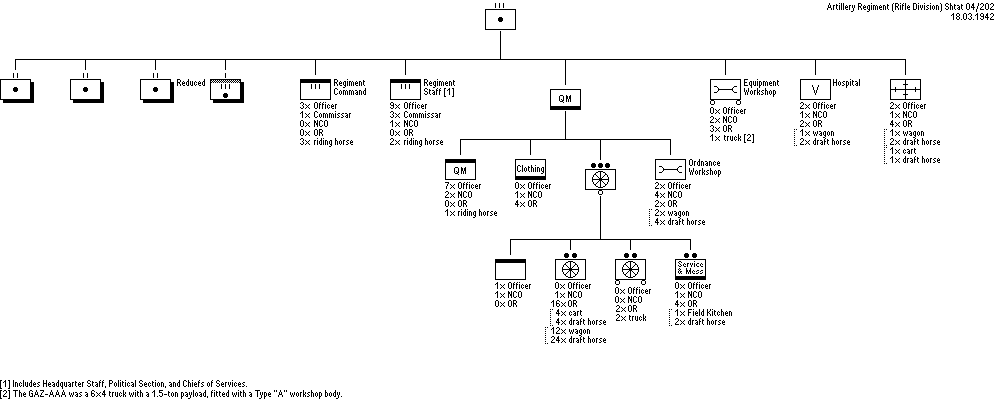 Artillery Regiment (Rifle Division) Shtat 04/202
18.03.1942
Reduced
Regiment
Command
3× Officer
1× Commissar
0× NCO
0× OR
3× riding horse
Regiment
Staff [1]
9× Officer
3× Commissar
1× NCO
0× OR
2× riding horse
QM
Equipment
Workshop
0× Officer
2× NCO
3× OR
1× truck [2]
V
Hospital
2× Officer
1× NCO
2× OR
1× wagon
2× draft horse
2× Officer
1× NCO
4× OR
1× wagon
2× draft horse
1× cart
1× draft horse
QM
7× Officer
2× NCO
0× OR
1× riding horse
Clothing
0× Officer
1× NCO
4× OR
Ordnance
Workshop
2× Officer
4× NCO
2× OR
2× wagon
4× draft horse
1× Officer
1× NCO
0× OR
0× Officer
1× NCO
16× OR
4× cart
4× draft horse
12× wagon
24× draft horse
0× Officer
0× NCO
2× OR
2× truck
Service
& Mess
0× Officer
0× NCO
4× OR
1× Field Kitchen
2× draft horse
[1] Includes Headquarter Staff, Political Section, and Chiefs of Services.
[2] The GAZ-AAA was a 6×4 truck with a 1.5-ton payload, fitted with a Type "A" workshop body.